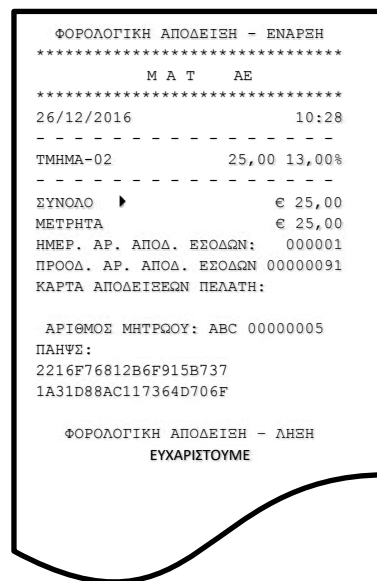 ΦΟΡΟΛΟΓΙΚΗ ΑΠΟΔΕΙΞΗ – ΕΝΑΡΞΗ
********************************
Μ Α Τ ΑΕ
********************************
26/12/2016 10:28
- - - - - - - - - - - - - - - -
ΤΜΗΜΑ-02 25,00 13,00%
- - - - - - - - - - - - - - - -
ΣΥΝΟΛΟ € 25,00
ΜΕΤΡΗΤΑ € 25,00
ΗΜΕΡ. ΑΡ. ΑΠΟΔ. ΕΣΟΔΩΝ: 000001
ΠΡΟΟΔ. ΑΡ. ΑΠΟΔ. ΕΣΟΔΩΝ 00000091
ΚΑΡΤΑ ΑΠΟΔΕΙΞΕΩΝ ΠΕΛΑΤΗ:
ΑΡΙΘΜΟΣ ΜΗΤΡΩΟΥ: ABC 00000005
ΠΑΗΨΣ:
2216F76812B6F915B737
1A31D88AC117364D706F
ΦΟΡΟΛΟΓΙΚΗ ΑΠΟΔΕΙΞΗ – ΛΗΞΗ
ΕΥΧΑΡΙΣΤΟΥΜΕ